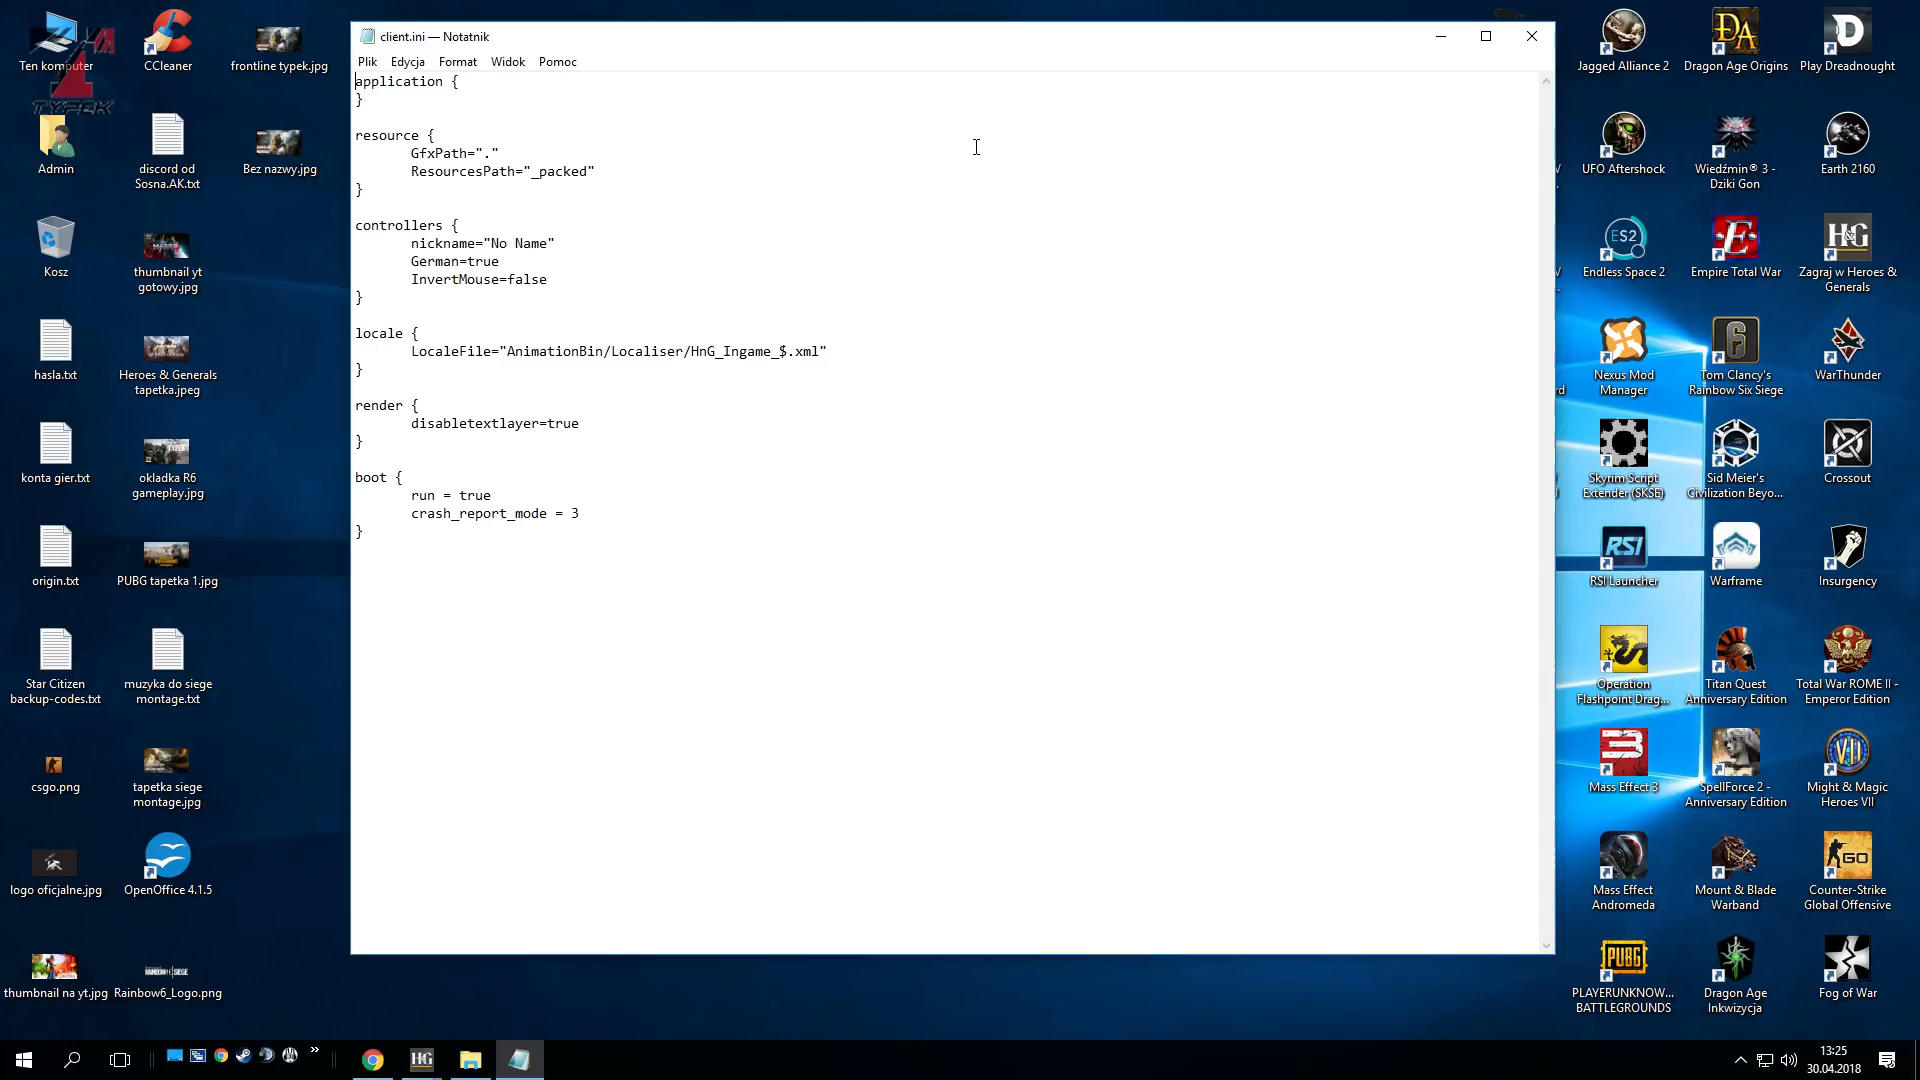 client.ini — Notatnik
Plik Edycja Format Widok Pomoc
application {
}
resource {
GfxPath="."
ResourcesPath="_packed"
}
controllers {
nickname="No Name"
German=true
InvertMouse=false
}
locale {
LocaleFile="AnimationBin/Localiser/HnG_Ingame_$.xml"
}
render {
disabletextlayer=true
}
boot {
run = true
crash_report_mode = 3
}
Ten komputer
CCleaner
frontline typek.jpg
TYPEK
Admin
discord od
Sosna.AK.txt
Bez nazwy.jpg
Kosz
thumbnail yt
gotowy.jpg
hasla.txt
Heroes & Generals
tapetka.jpeg
konta gier.txt
okladka R6
gameplay.jpg
origin.txt
PUBG tapetka 1.jpg
Star Citizen
backup-codes.txt
muzyka do siege
montage.txt
csgo.png
tapetka siege
montage.jpg
logo oficjalne.jpg
OpenOffice 4.1.5
thumbnail na yt.jpg
Rainbow6_Logo.png
Jagged Alliance 2
DA
Dragon Age Origins
Play Dreadnought
UFO Aftershock
Wiedźmin® 3 -
Dziki Gon
Earth 2160
ES2
Endless Space 2
E
Empire Total War
H&G
Zagraj w Heroes &
Generals
Nexus Mod
Manager
6
Tom Clancy's
Rainbow Six Siege
WarThunder
Skyrim Script
Extender (SKSE)
Sid Meier's
Civilization Beyo...
Crossout
RSI
RSI Launcher
Warframe
Insurgency
Operation
Flashpoint Drag...
Titan Quest
Anniversary Edition
Total War ROME II -
Emperor Edition
3
Mass Effect 3
SpellForce 2 -
Anniversary Edition
VII
Might & Magic
Heroes VII
Mass Effect
Andromeda
Mount & Blade
Warband
GO
Counter-Strike
Global Offensive
PUBG
PLAYERUNKNOW...
BATTLEGROUNDS
Dragon Age
Inkwizycja
Fog of War
H&G
13:25
30.04.2018